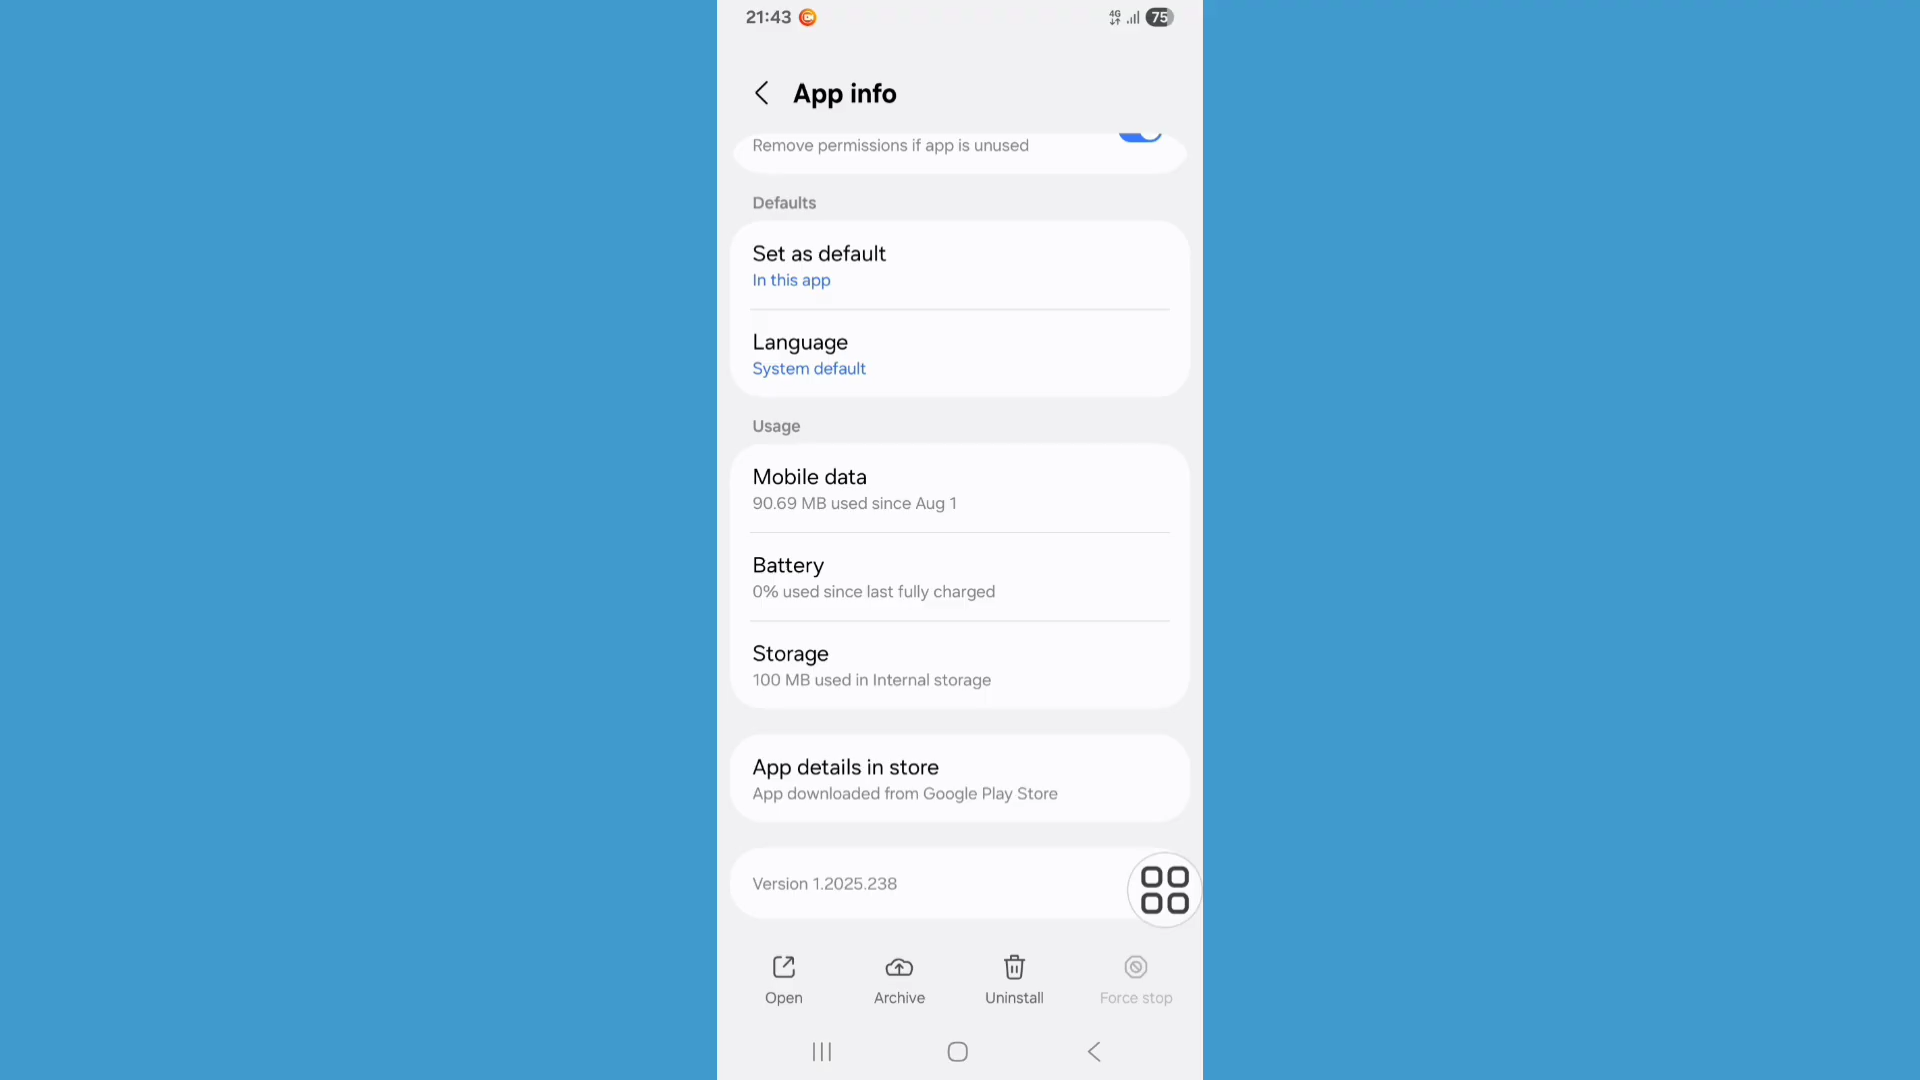 21:43
4G
75
App info
Remove permissions if app is unused
Defaults
Set as default
In this app
Language
System default
Usage
Mobile data
90.69 MB used since Aug 1
Battery
0% used since last fully charged
Storage
100 MB used in Internal storage
App details in store
App downloaded from Google Play Store
Version 1.2025.238
Open
Archive
Uninstall
Force stop